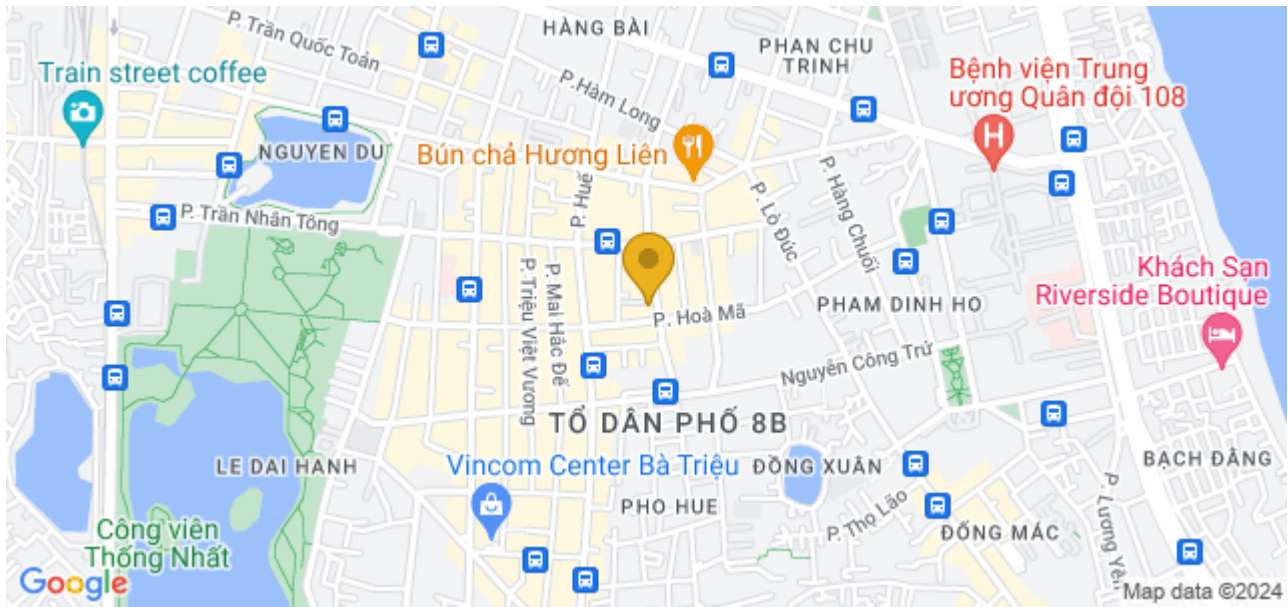 HÀNG BÀI
P. Trần Quốc Toản
PHAN CHU
TRINH
Train street coffee
Bệnh viện Trung
ương Quân đội 108
P.Hàm Long
NGUYEN DU
Bún chả Hương Liên
P. Huế
P. Lò Đúc
P. Hàng Chuối
P. Trần Nhân Tông
Khách Sạn
Riverside Boutique
P. Triệu Việt Vương
P. Mai Hắc Đế
PHAM DINH HO
P. Hoà Mã
Nguyễn Công Trứ
TỔ DÂN PHỐ 8B
LE DAI HANH
Vincom Center Bà Triệu
ĐỒNG XUÂN
BẠCH ĐẰNG
PHO HUE
P. Thọ Lão
P. Lương Yên
Công viên
Thống Nhất
ĐỐNG MÁC
Google
Map data ©2024